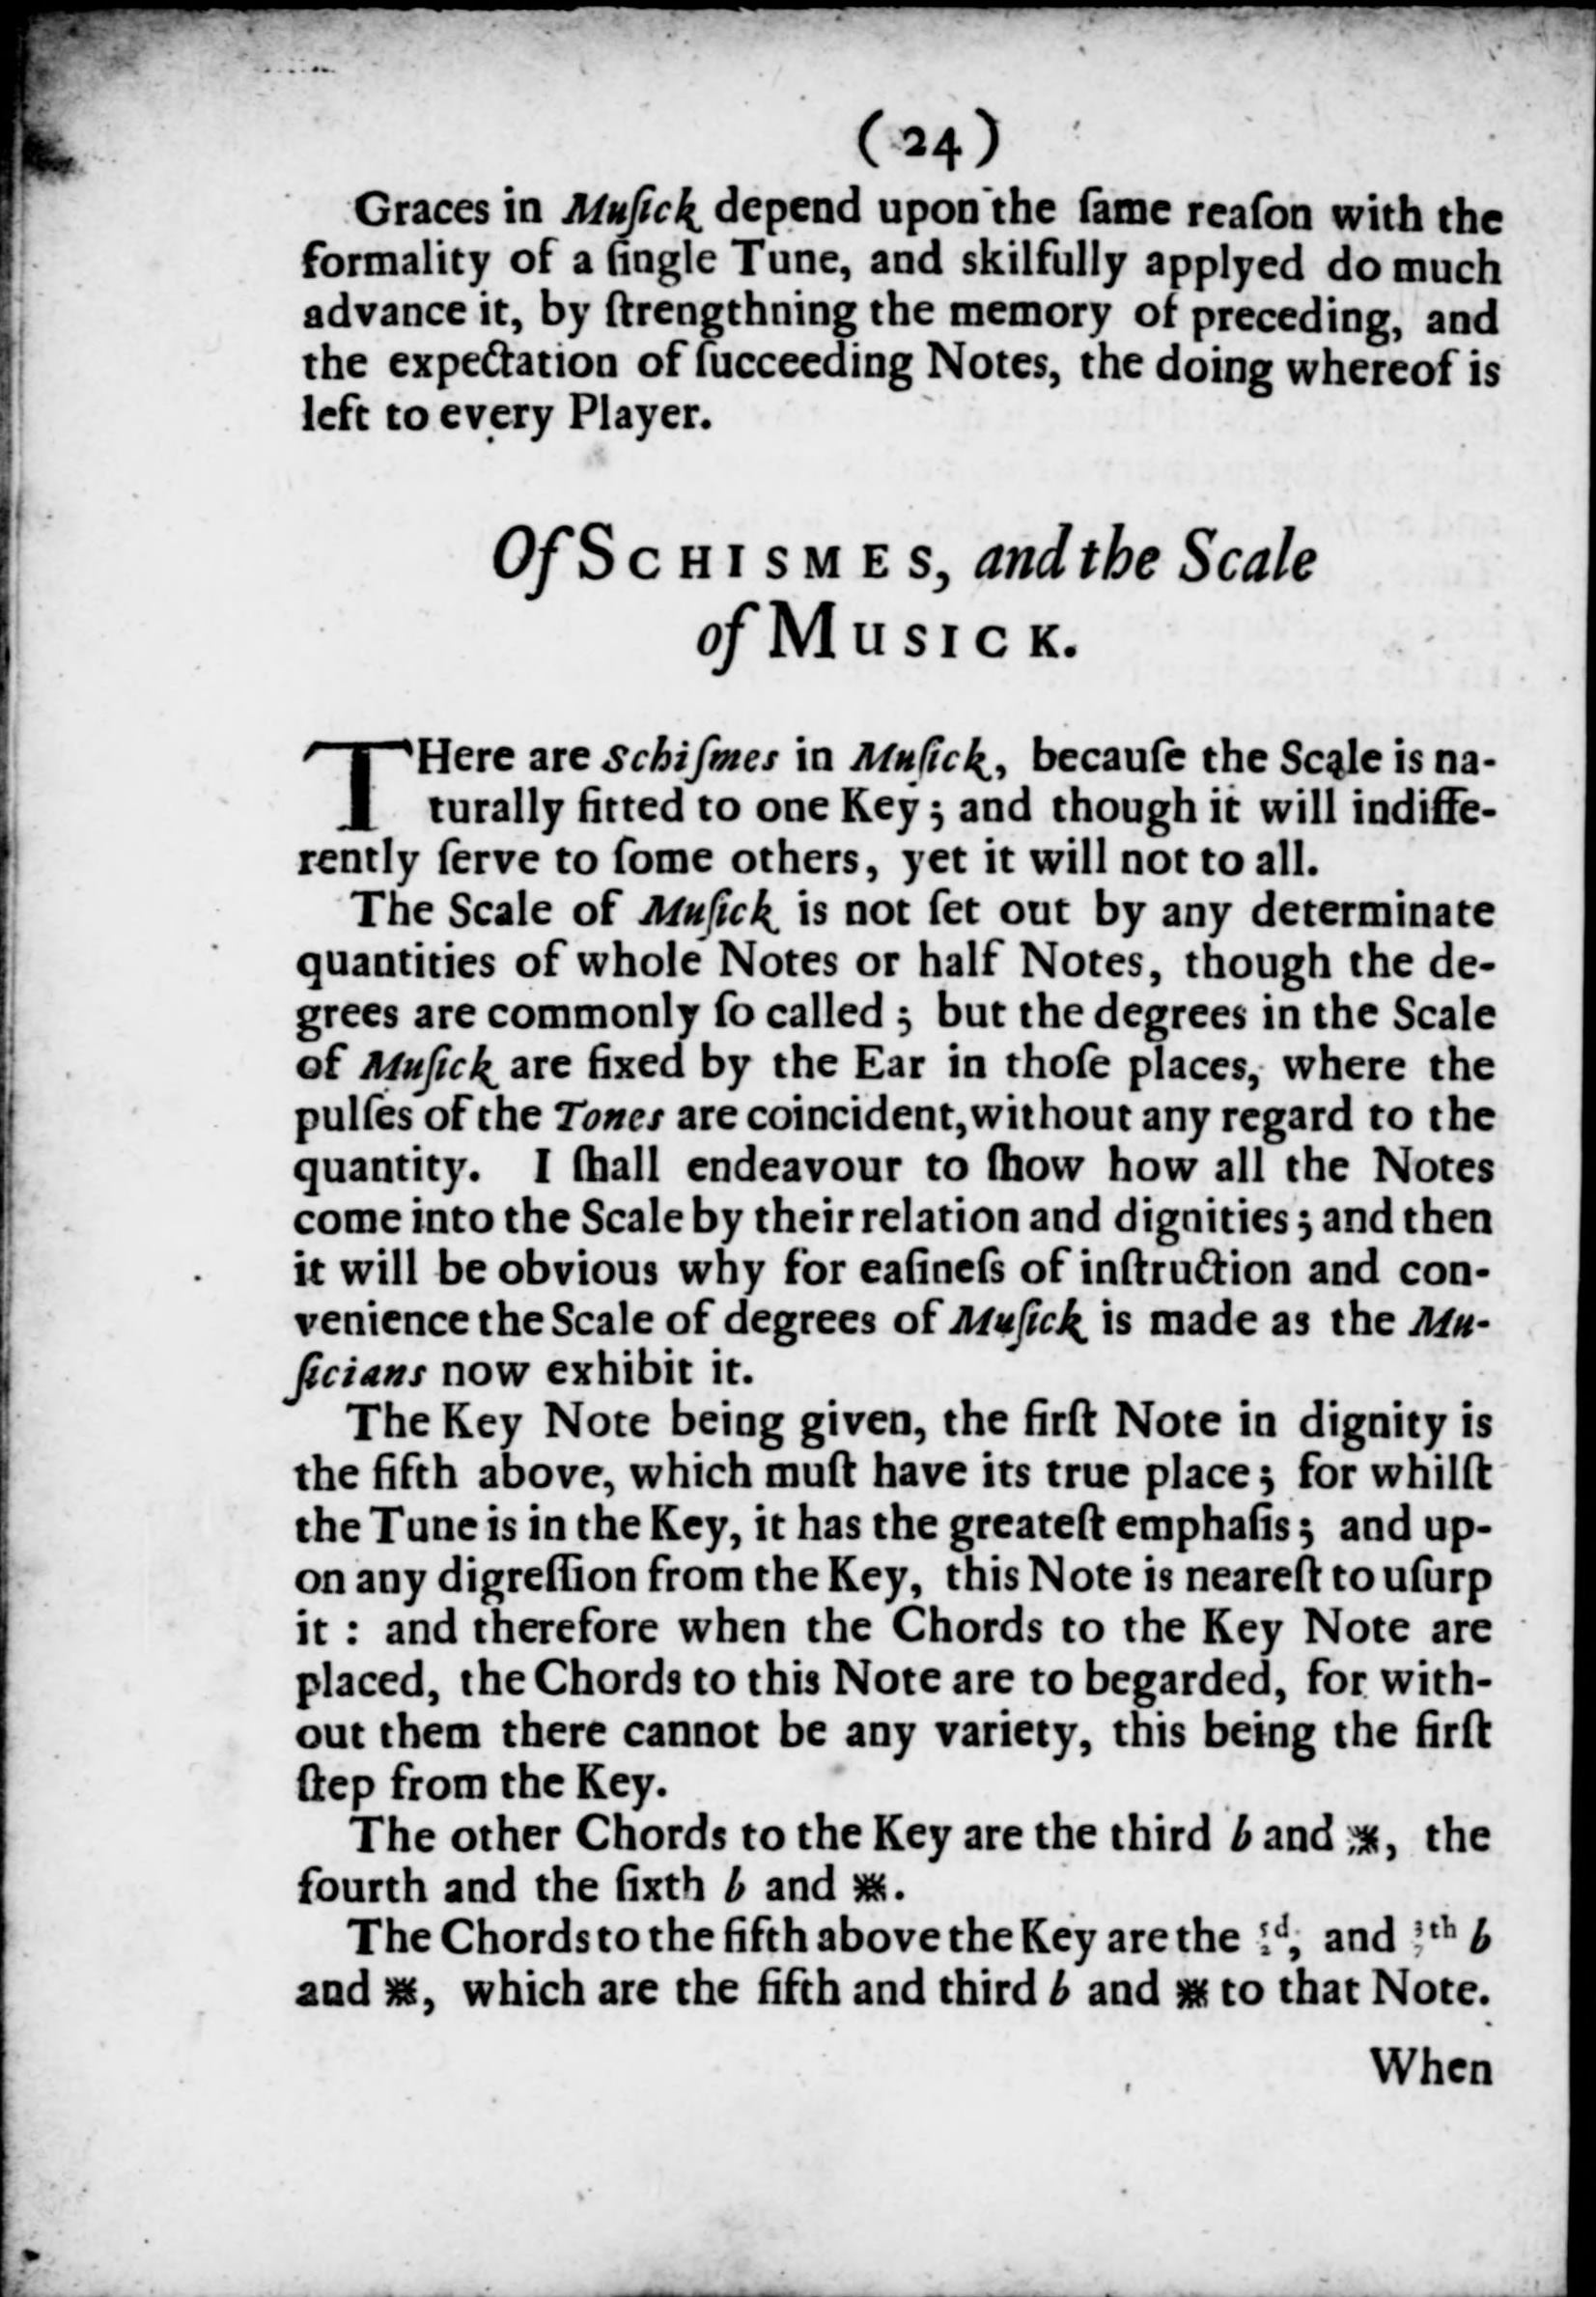 (24)
Graces in Muſick depend upon the ſame reaſon with the
formality of a ſingle Tune, and skilfully applyed do much
advance it, by ſtrengthning the memory of preceding, and
the expectation of ſucceeding Notes, the doing whereof is
left to every Player.
Of SCHISMES, and the Scale
of MUSICK.
THere are Schiſmes in Muſick, becauſe the Scale is na-
turally fitted to one Key; and though it will indiffe-
rently ſerve to ſome others, yet it will not to all.
The Scale of Muſick is not ſet out by any determinate
quantities of whole Notes or half Notes, though the de-
grees are commonly ſo called; but the degrees in the Scale
of Muſick are fixed by the Ear in thoſe places, where the
pulſes of the Tones are coincident, without any regard to the
quantity. I ſhall endeavour to ſhow how all the Notes
come into the Scale by their relation and dignities; and then
it will be obvious why for eaſineſs of inſtruction and con-
venience the Scale of degrees of Muſick is made as the Mu-
ſicians now exhibit it.
The Key Note being given, the firſt Note in dignity is
the fifth above, which muſt have its true place; for whilſt
the Tune is in the Key, it has the greateſt emphaſis; and up-
on any digreſſion from the Key, this Note is neareſt to uſurp
it : and therefore when the Chords to the Key Note are
placed, the Chords to this Note are to begarded, for with-
out them there cannot be any variety, this being the firſt
ſtep from the Key.
The other Chords to the Key are the third b and ※, the
fourth and the ſixth b and ※.
The Chords to the fifth above the Key are the , and b
and ※, which are the fifth and third b and ※ to that Note.
When